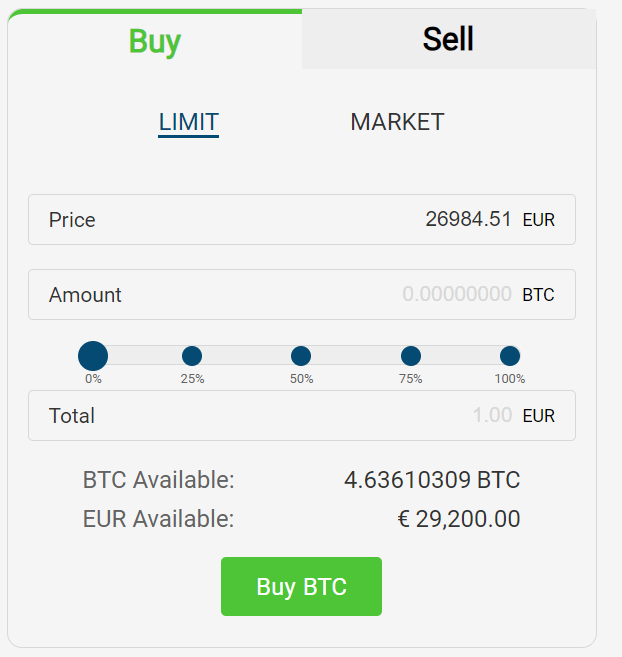 Buy Sell
LIMIT MARKET
Price 26984.51 EUR
Amount 0.00000000 BTC
0% 25% 50% 75% 100%
Total 1.00 EUR
BTC Available: 4.63610309 BTC
EUR Available: € 29,200.00
Buy BTC